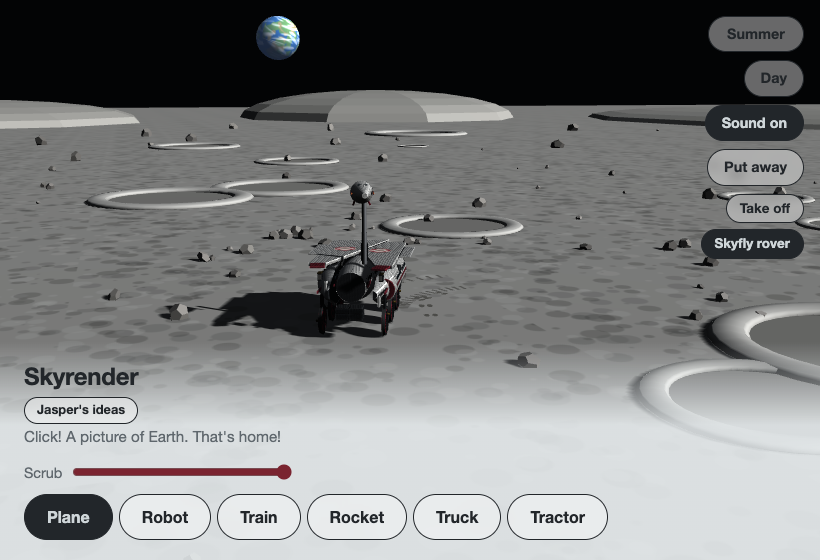 Summer
Day
Sound on
Put away
Take off
Skyfly rover
Skyrender
Jasper's ideas
Click! A picture of Earth. That's home!
Scrub
Plane Robot Train Rocket Truck Tractor